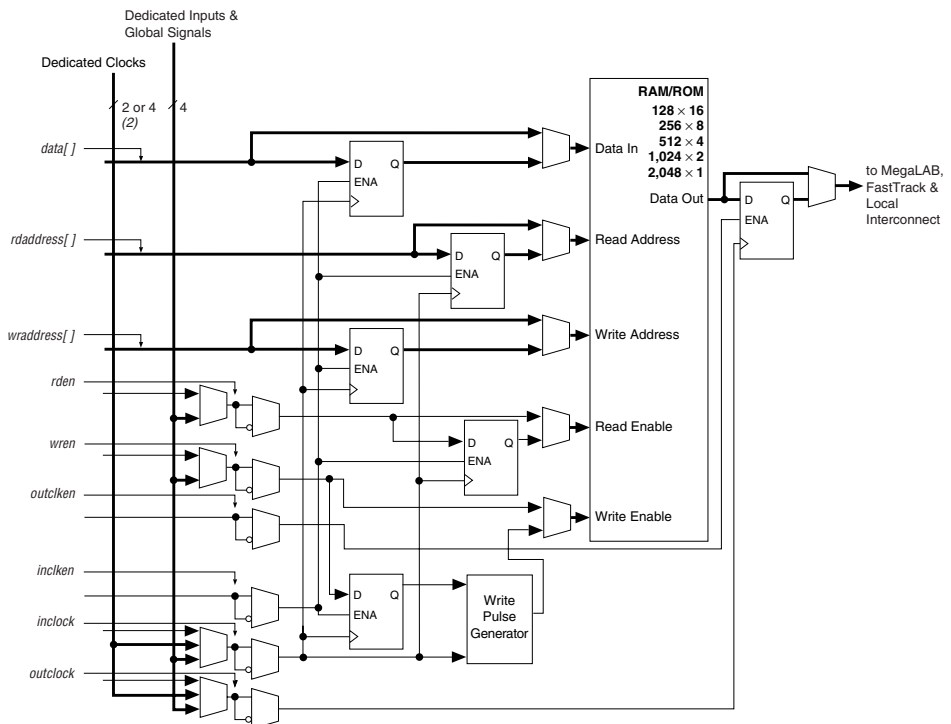 Dedicated Inputs &
Global Signals
Dedicated Clocks
2 or 4
(2)
4
RAM/ROM
128 × 16
256 × 8
512 × 4
1,024 × 2
2,048 × 1
data[ ]
D Q
ENA
Data In
Data Out
D Q
ENA
to MegaLAB,
FastTrack &
Local
Interconnect
rdaddress[ ]
D Q
ENA
Read Address
wraddress[ ]
D Q
ENA
Write Address
rden
D Q
ENA
Read Enable
wren
outclken
Write Enable
inclken
D Q
ENA
Write
Pulse
Generator
inclock
outclock